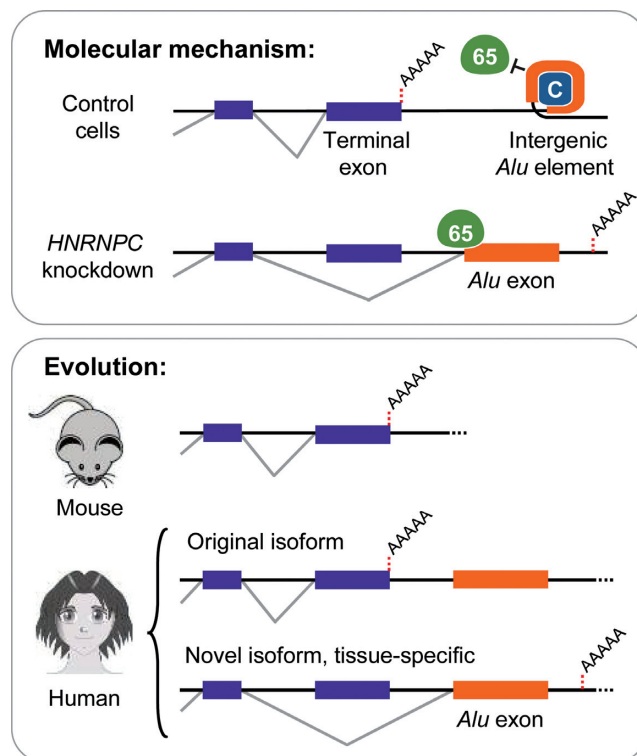 Molecular mechanism:
65
AAAAA
C
Control
cells
Terminal
exon
Intergenic
Alu element
HNRNPC
knockdown
65
AAAAA
Alu exon
Evolution:
AAAAA
Mouse
Original isoform
AAAAA
Novel isoform, tissue-specific
AAAAA
Human
Alu exon